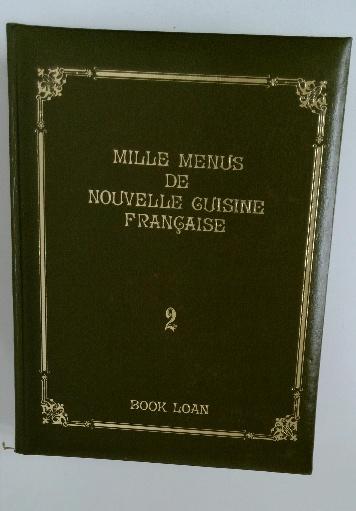 MILLE MENUS
DE
NOUVELLE CUISINE
FRANÇAISE
2
BOOK LOAN